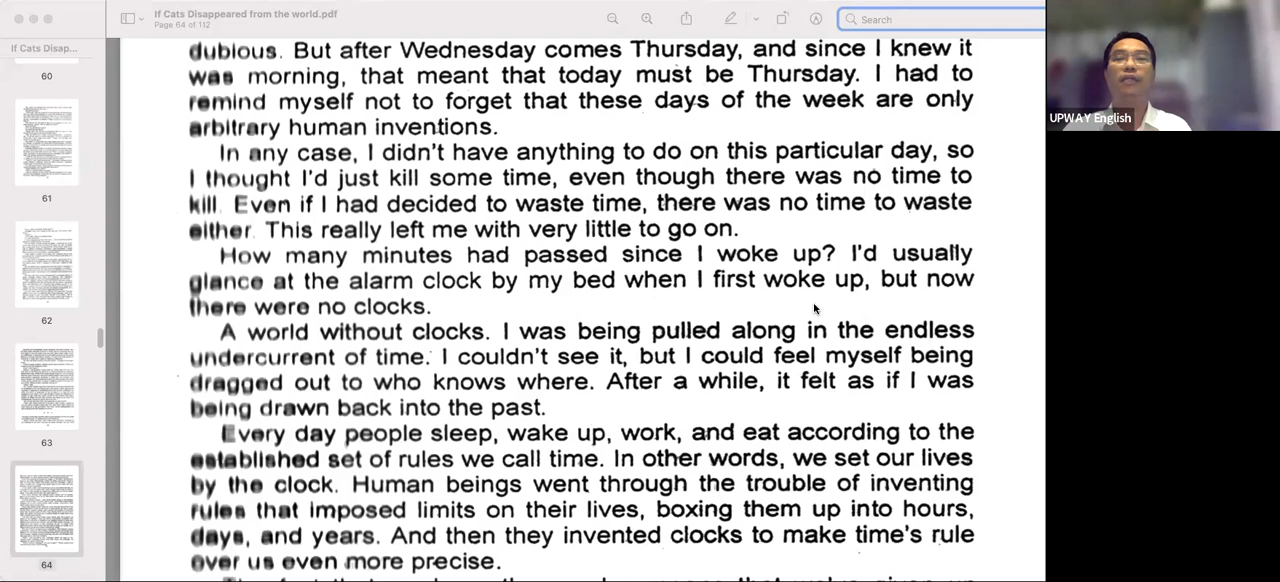 If Cats Disappeared from the world.pdf
Page 64 of 112
Search
If Cats Disap...
60
61
62
63
64
UPWAY English
dubious. But after Wednesday comes Thursday, and since I knew it
was morning, that meant that today must be Thursday. I had to
remind myself not to forget that these days of the week are only
arbitrary human inventions.
In any case, I didn't have anything to do on this particular day, so
I thought I'd just kill some time, even though there was no time to
kill. Even if I had decided to waste time, there was no time to waste
either. This really left me with very little to go on.
How many minutes had passed since I woke up? I'd usually
glance at the alarm clock by my bed when I first woke up, but now
there were no clocks.
A world without clocks. I was being pulled along in the endless
undercurrent of time. I couldn't see it, but I could feel myself being
dragged out to who knows where. After a while, it felt as if I was
being drawn back into the past.
Every day people sleep, wake up, work, and eat according to the
established set of rules we call time. In other words, we set our lives
by the clock. Human beings went through the trouble of inventing
rules that imposed limits on their lives, boxing them up into hours,
days, and years. And then they invented clocks to make time's rule
over us even more precise.